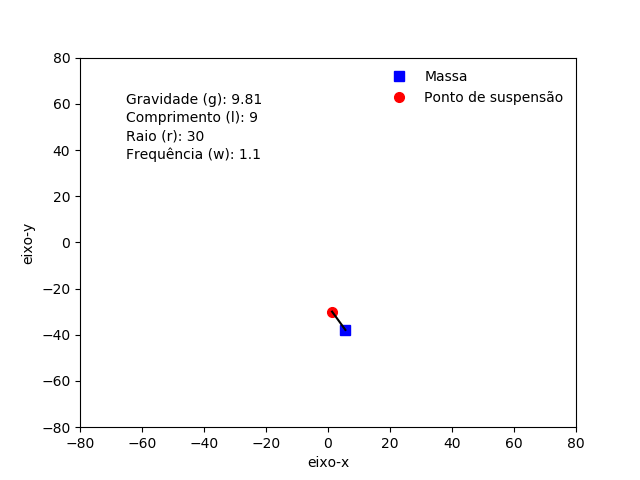 Massa
Ponto de suspensão
Gravidade (g): 9.81
Comprimento (l): 9
Raio (r): 30
Frequência (w): 1.1
80
60
40
20
0
−20
−40
−60
−80
eixo-y
−80 −60 −40 −20 0 20 40 60 80
eixo-x